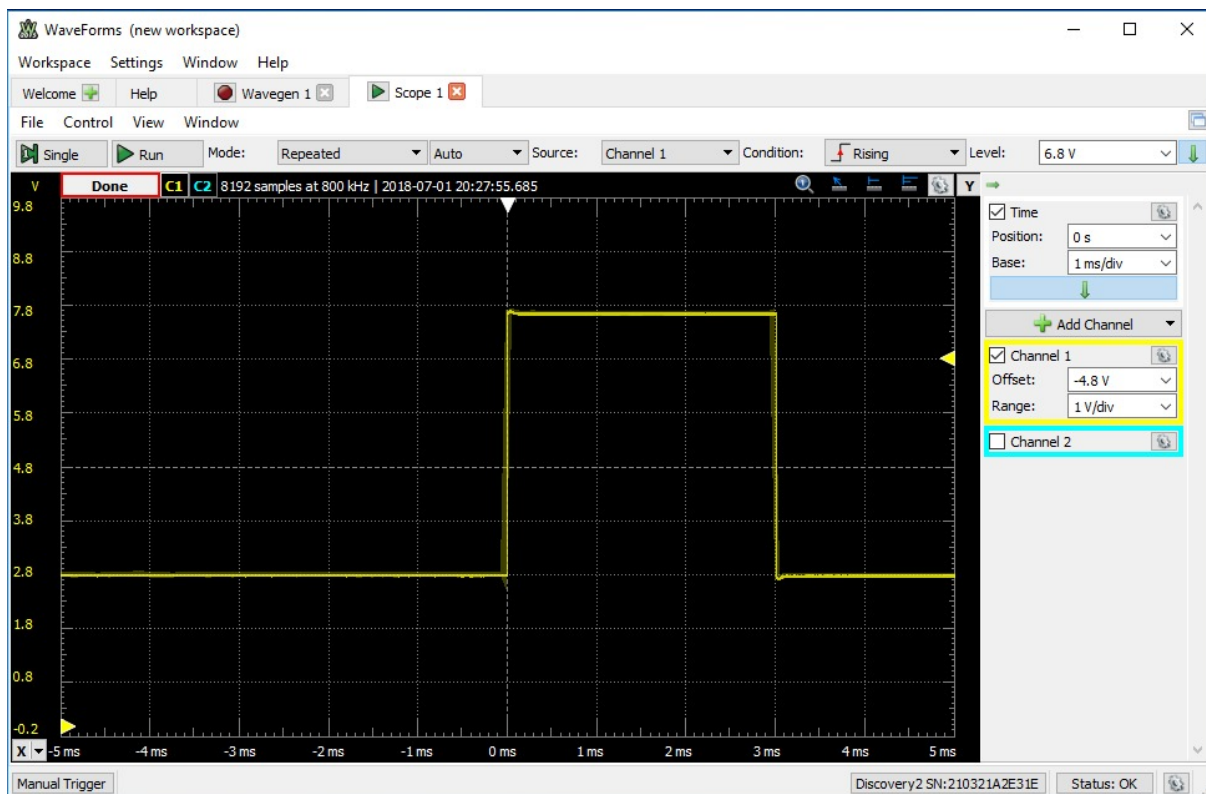 WaveForms (new workspace)
Workspace Settings Window Help
Welcome Help Wavegen 1 Scope 1
File Control View Window
Single Run Mode: Repeated Auto Source: Channel 1 Condition: Rising Level: 6.8 V
V Done C1 C2 8192 samples at 800 kHz | 2018-07-01 20:27:55.685 Y
9.8
8.8
7.8
6.8
5.8
4.8
3.8
2.8
1.8
0.8
-0.2
X -5 ms -4 ms -3 ms -2 ms -1 ms 0 ms 1 ms 2 ms 3 ms 4 ms 5 ms
Time
Position: 0 s
Base: 1 ms/div
Add Channel
Channel 1
Offset: -4.8 V
Range: 1 V/div
Channel 2
Manual Trigger Discovery2 SN:210321A2E31E Status: OK